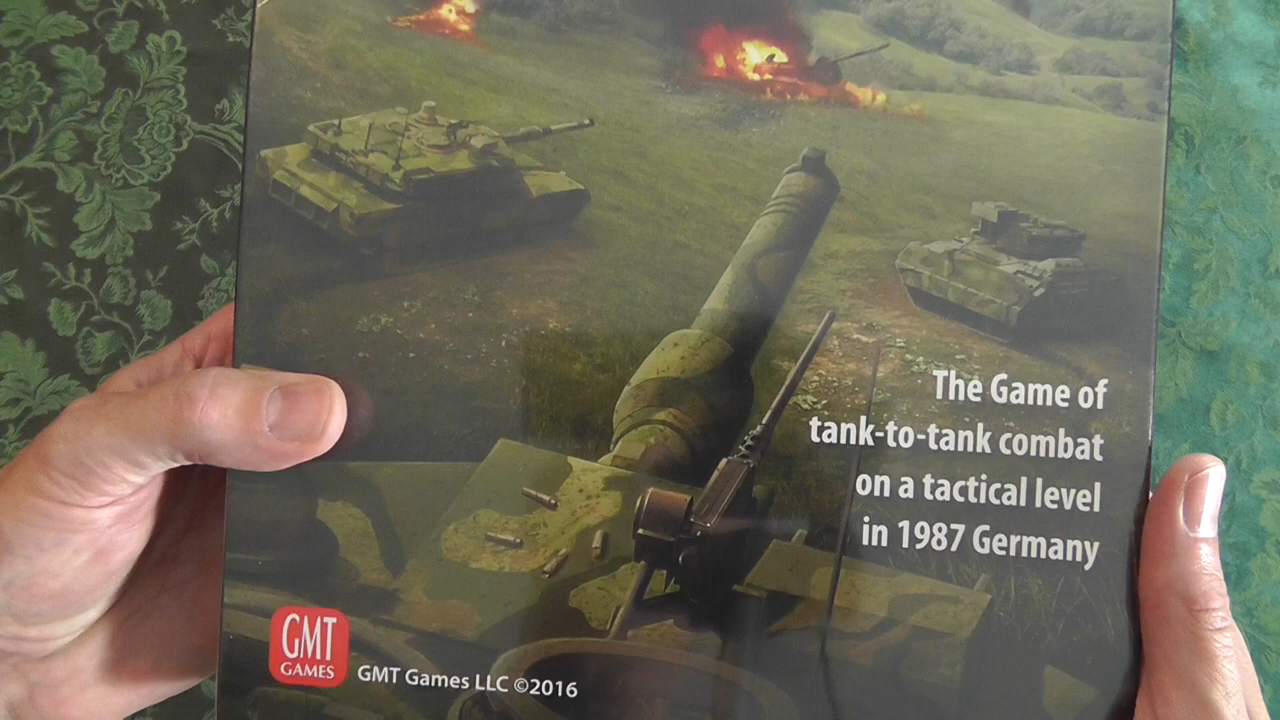 The Game of
tank-to-tank combat
on a tactical level
in 1987 Germany
GMT
GAMES
GMT Games LLC ©2016